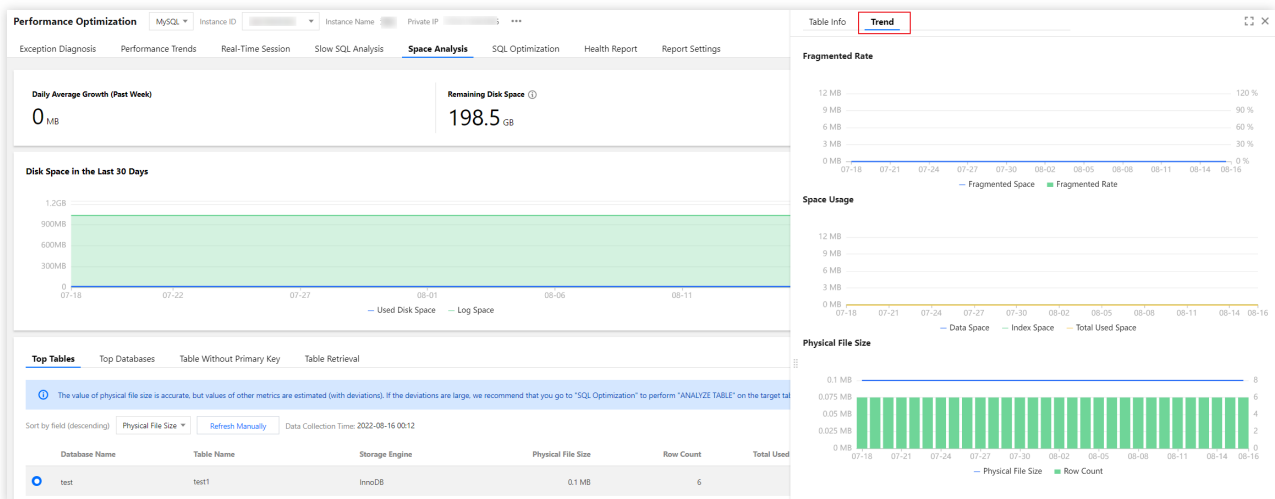 Performance Optimization MySQL Instance ID Instance Name Private IP
Exception Diagnosis Performance Trends Real-Time Session Slow SQL Analysis Space Analysis SQL Optimization Health Report Report Settings
Daily Average Growth (Past Week)
0 MB
Remaining Disk Space
198.5 GB
Disk Space in the Last 30 Days
1.2GB
900MB
600MB
300MB
0
07-18 07-22 07-27 08-01 08-06 08-11
Used Disk Space Log Space
Top Tables Top Databases Table Without Primary Key Table Retrieval
The value of physical file size is accurate, but values of other metrics are estimated (with deviations). If the deviations are large, we recommend that you go to "SQL Optimization" to perform "ANALYZE TABLE" on the target
Sort by field (descending) Physical File Size Refresh Manually Data Collection Time: 2022-08-16 00:12
Database Name Table Name Storage Engine Physical File Size Row Count Total Used
test test1 InnoDB 0.1 MB 6
Table Info Trend
Fragmented Rate
12 MB 120 %
9 MB 90 %
6 MB 60 %
3 MB 30 %
0 MB 0 %
07-18 07-21 07-24 07-27 07-30 08-02 08-05 08-08 08-11 08-14 08-16
Fragmented Space Fragmented Rate
Space Usage
12 MB
9 MB
6 MB
3 MB
0 MB
07-18 07-21 07-24 07-27 07-30 08-02 08-05 08-08 08-11 08-14 08-16
Data Space Index Space Total Used Space
Physical File Size
0.1 MB 8
0.075 MB 6
0.05 MB 4
0.025 MB 2
0 MB 0
07-18 07-21 07-24 07-27 07-30 08-02 08-05 08-08 08-11 08-14 08-16
Physical File Size Row Count